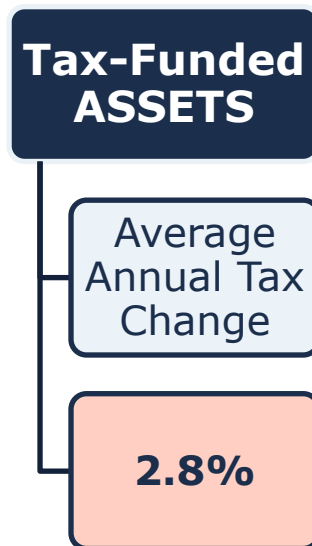 Tax-Funded
ASSETS
Average
Annual Tax
Change
2.8%